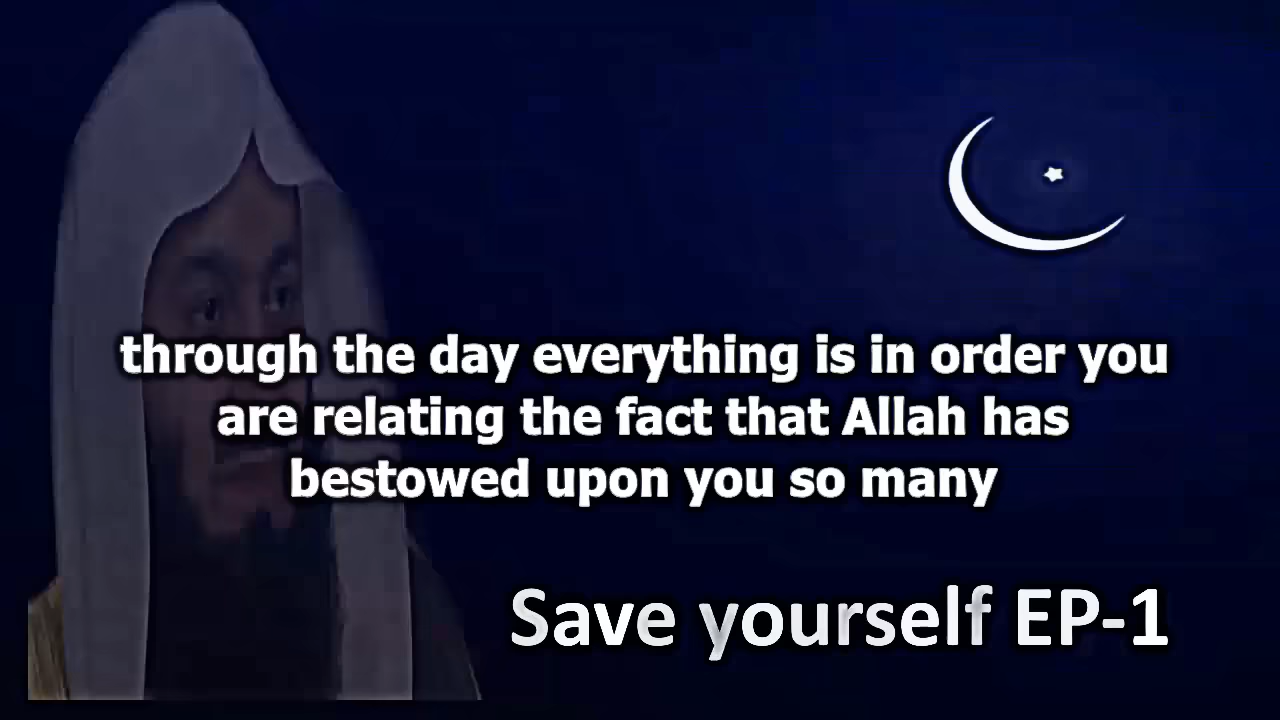 through the day everything is in order you
are relating the fact that Allah has
bestowed upon you so many
Save yourself EP-1